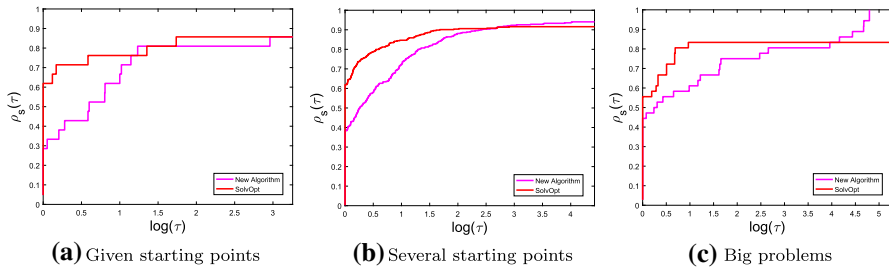 1
0.9
0.8
0.7
0.6
0.5
0.4
0.3
0.2
0.1
0
ρs(τ)
0 0.5 1 1.5 2 2.5 3
log(τ)
New Algorithm
SolvOpt
(a) Given starting points
1
0.9
0.8
0.7
0.6
0.5
0.4
0.3
0.2
0.1
0
ρs(τ)
0 0.5 1 1.5 2 2.5 3 3.5 4
log(τ)
New Algorithm
SolvOpt
(b) Several starting points
1
0.9
0.8
0.7
0.6
0.5
0.4
0.3
0.2
0.1
0
ρs(τ)
0 0.5 1 1.5 2 2.5 3 3.5 4 4.5 5
log(τ)
New Algorithm
SolvOpt
(c) Big problems